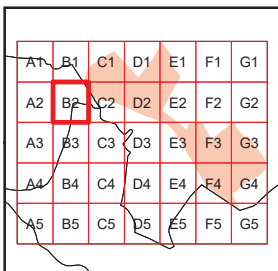 A1 B1 C1 D1 E1 F1 G1
A2 B2 C2 D2 E2 F2 G2
A3 B3 C3 D3 E3 F3 G3
A4 B4 C4 D4 E4 F4 G4
A5 B5 C5 D5 E5 F5 G5